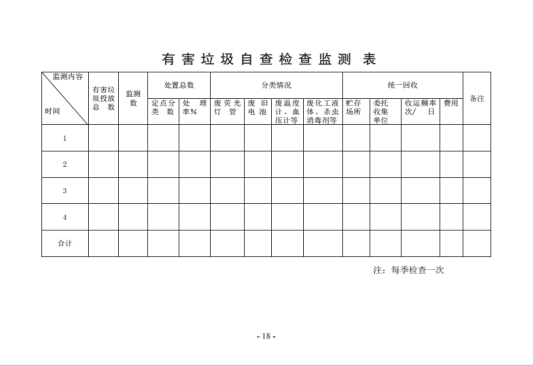 有害垃圾自查检查监测 表
监测内容
时间
有害垃
圾投放
总 数
监测
数
处置总数
分类情况
统一回收
备注
定点分
类 数
处 理
率%
废荧光
灯 管
废 旧
电 池
废温度
计、血
压计等
废化工液
体、杀虫
消毒剂等
贮存
场所
委托
收集
单位
收运频率
次/ 日
费用
1
2
3
4
合计
注：每季检查一次
- 18 -